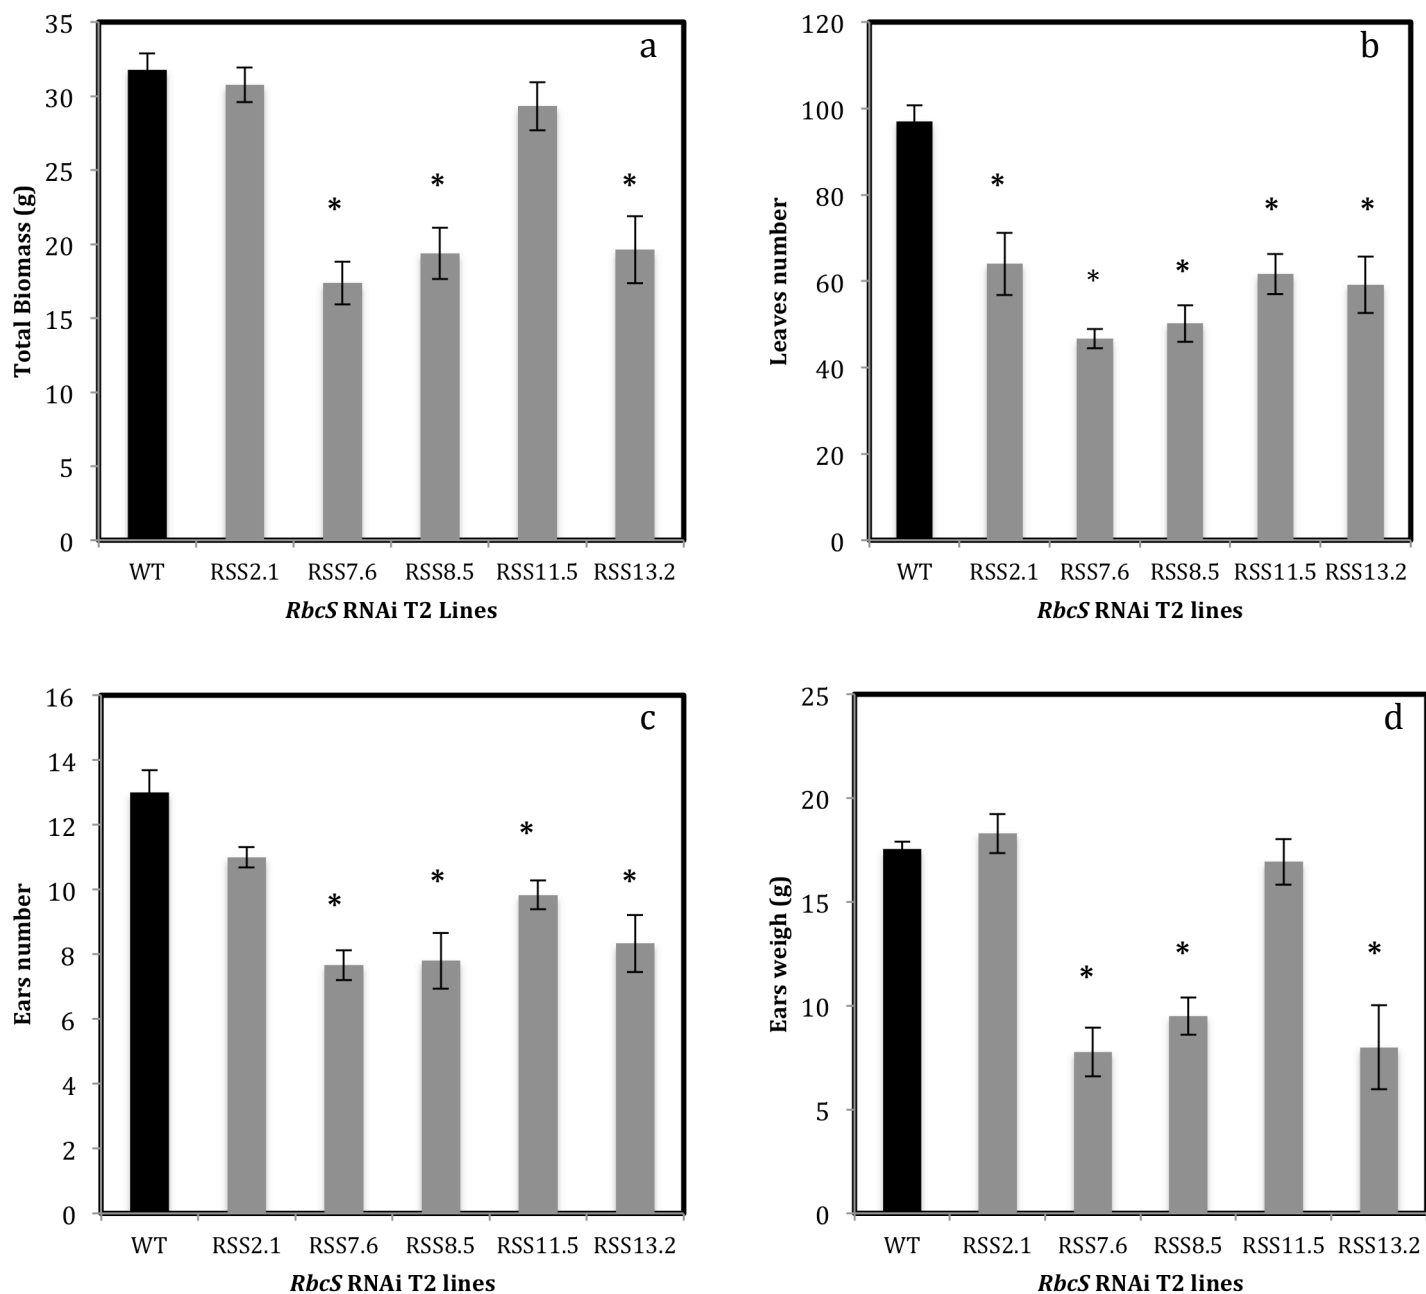 a
35
30
25
20
15
10
5
0
Total Biomass (g)
* * *
WT RSS2.1 RSS7.6 RSS8.5 RSS11.5 RSS13.2
RbcS RNAi T2 Lines
b
120
100
80
60
40
20
0
Leaves number
* * * * *
WT RSS2.1 RSS7.6 RSS8.5 RSS11.5 RSS13.2
RbcS RNAi T2 lines
c
16
14
12
10
8
6
4
2
0
Ears number
* * * *
WT RSS2.1 RSS7.6 RSS8.5 RSS11.5 RSS13.2
RbcS RNAi T2 lines
d
25
20
15
10
5
0
Ears weigh (g)
* * *
WT RSS2.1 RSS7.6 RSS8.5 RSS11.5 RSS13.2
RbcS RNAi T2 lines